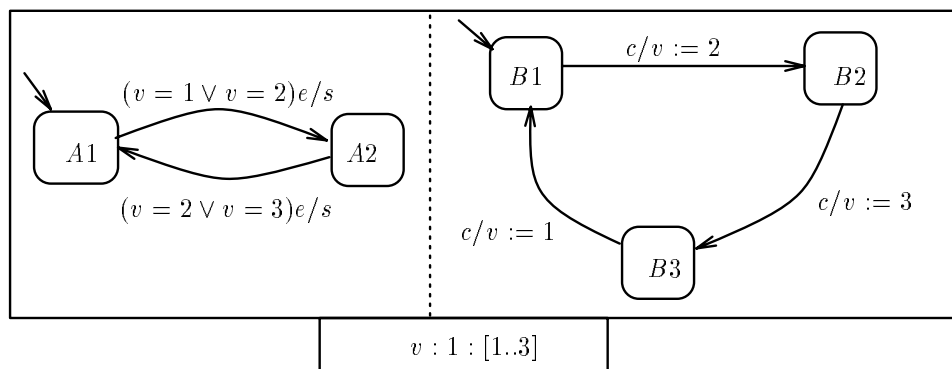 c/v := 2
B1
B2
(v = 1 ∨ v = 2)e/s
A1
A2
(v = 2 ∨ v = 3)e/s
c/v := 3
c/v := 1
B3
v : 1 : [1..3]